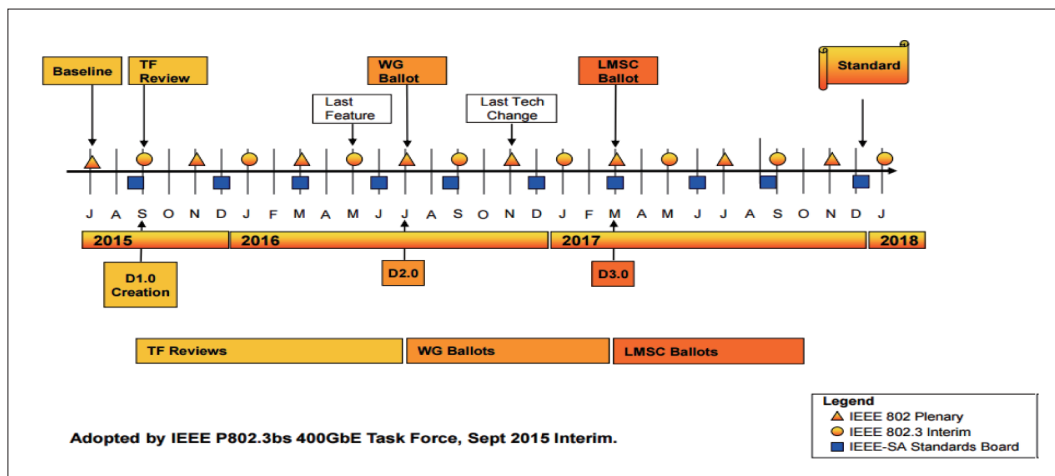 Baseline
TF
Review
WG
Ballot
LMSC
Ballot
Standard
Last
Feature
Last Tech
Change
J A S O N D J F M A M J J A S O N D J F M A M J J A S O N D J
2015 2016 2017 2018
D1.0
Creation
D2.0
D3.0
TF Reviews WG Ballots LMSC Ballots
Legend
IEEE 802 Plenary
IEEE 802.3 Interim
IEEE-SA Standards Board
Adopted by IEEE P802.3bs 400GbE Task Force, Sept 2015 Interim.